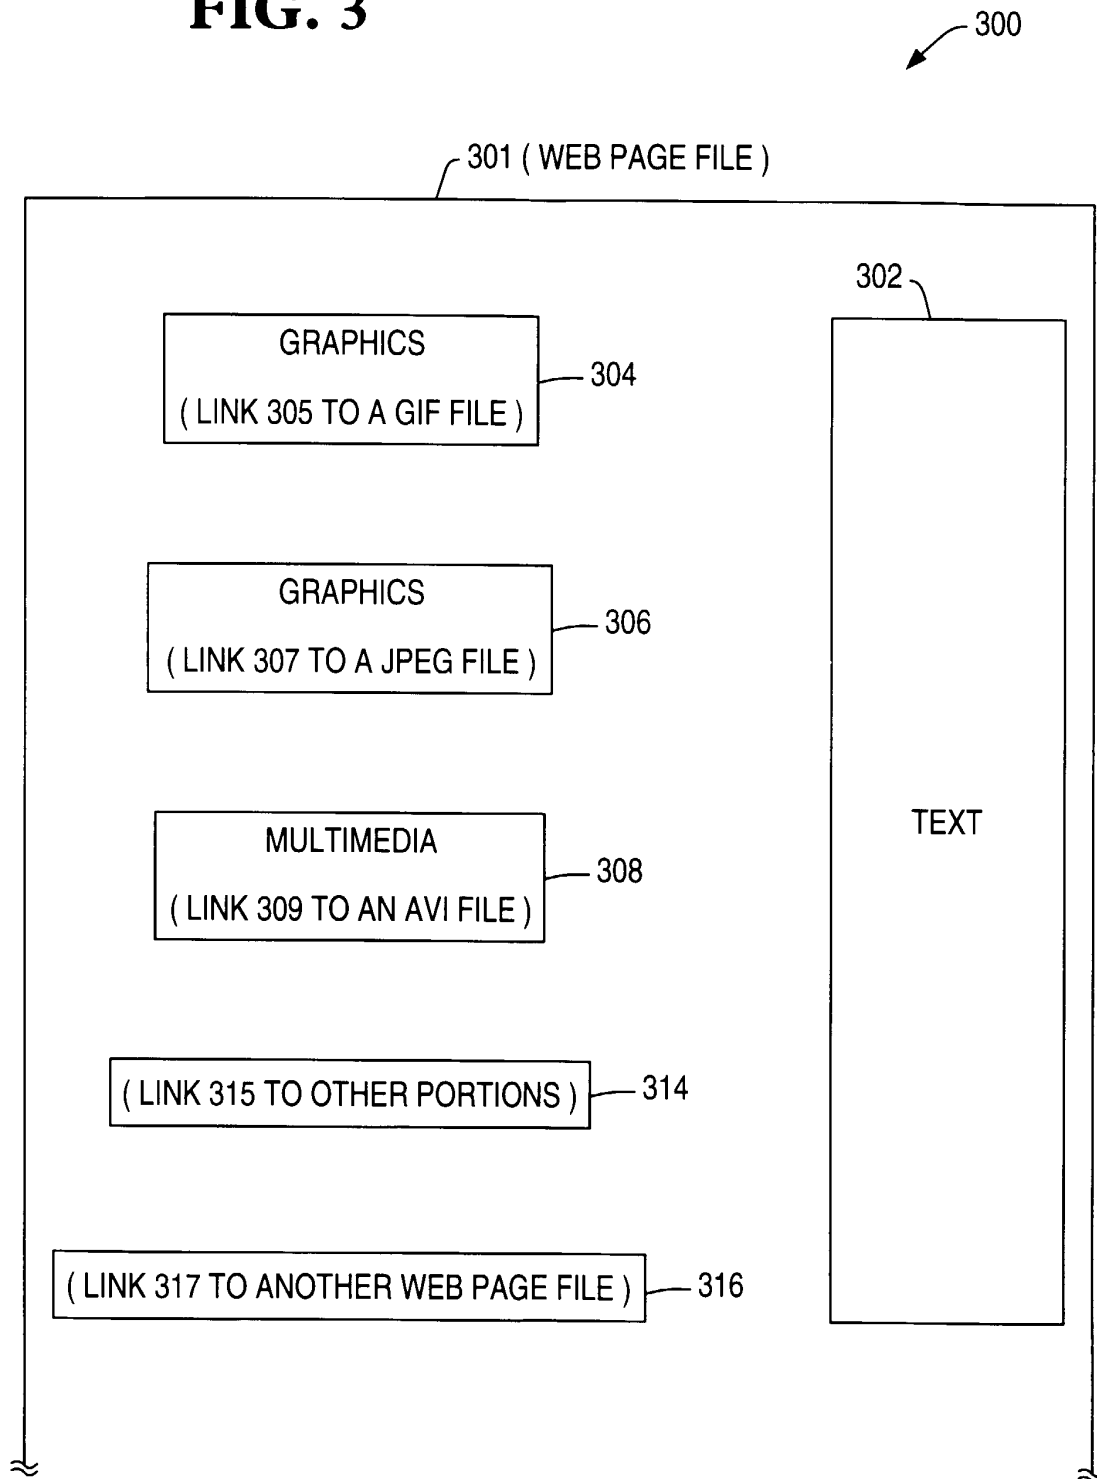 FIG. 3
300
301 ( WEB PAGE FILE )
302
GRAPHICS
( LINK 305 TO A GIF FILE )
304
GRAPHICS
( LINK 307 TO A JPEG FILE )
306
MULTIMEDIA
( LINK 309 TO AN AVI FILE )
308
TEXT
( LINK 315 TO OTHER PORTIONS )
314
( LINK 317 TO ANOTHER WEB PAGE FILE )
316